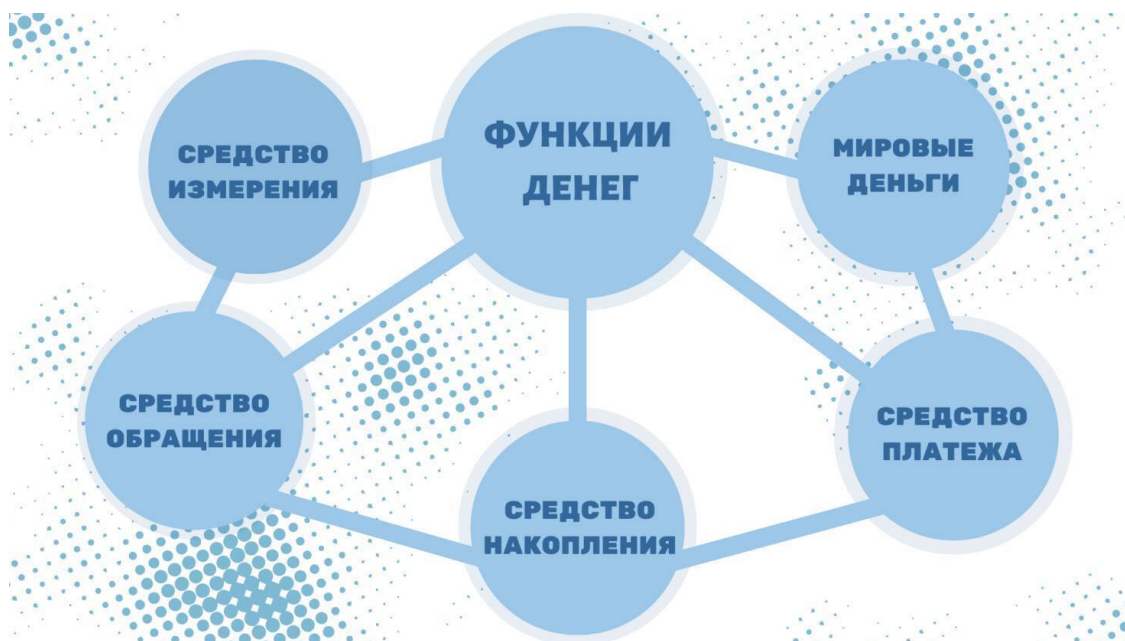 ФУНКЦИИ
ДЕНЕГ
СРЕДСТВО
ИЗМЕРЕНИЯ
МИРОВЫЕ
ДЕНЬГИ
СРЕДСТВО
ОБРАЩЕНИЯ
СРЕДСТВО
НАКОПЛЕНИЯ
СРЕДСТВО
ПЛАТЕЖА